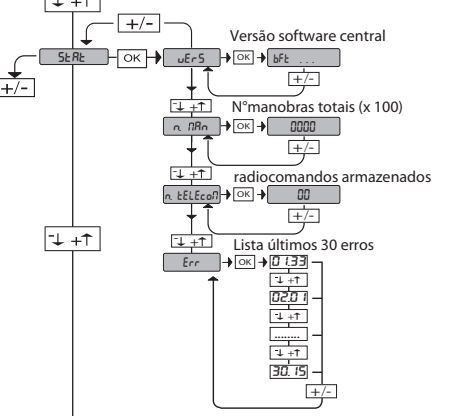 - ↓ + ↑
+/-
Versão software central
StAt
OK
vErS
OK
bFt ...
+/-
+/-
- ↓ + ↑
N°manobras totais (x 100)
n. MAn
OK
0000
+/-
- ↓ + ↑
radiocomandos armazenados
n. tELEcoM
OK
00
+/-
- ↓ + ↑
- ↓ + ↑
Lista últimos 30 erros
Err
OK
01.33
- ↓ + ↑
02.01
- ↓ + ↑
........
- ↓ + ↑
30.15
+/-